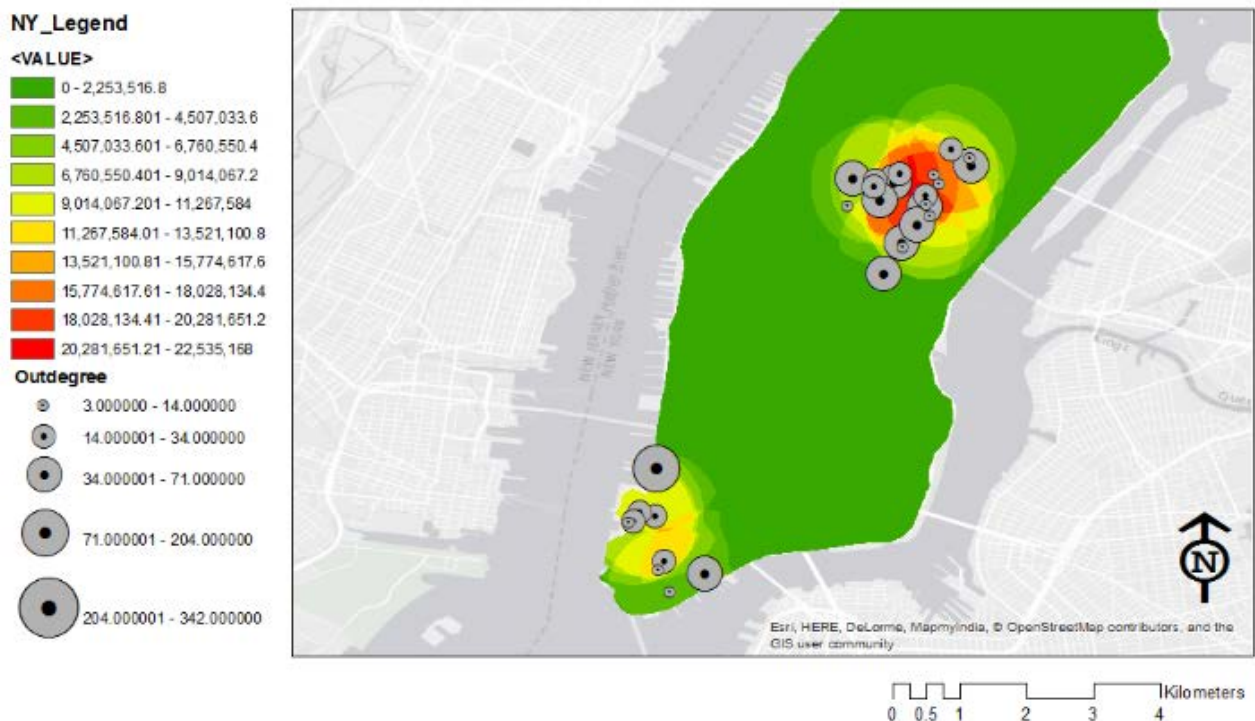 NY_Legend
<VALUE>
0 - 2,253,516.8
2,253,516.801 - 4,507,033.6
4,507,033.601 - 6,760,550.4
6,760,550.401 - 9,014,067.2
9,014,067.201 - 11,267,584
11,267,584.01 - 13,521,100.8
13,521,100.81 - 15,774,617.6
15,774,617.61 - 18,028,134.4
18,028,134.41 - 20,281,651.2
20,281,651.21 - 22,535,168
Outdegree
3.000000 - 14.000000
14.000001 - 34.000000
34.000001 - 71.000000
71.000001 - 204.000000
204.000001 - 342.000000
NEW JERSEY
NEW YORK
Kings
N
Esri, HERE, DeLorme, MapmyIndia, © OpenStreetMap contributors, and the
GIS user community
Kilometers
0 0.5 1 2 3 4